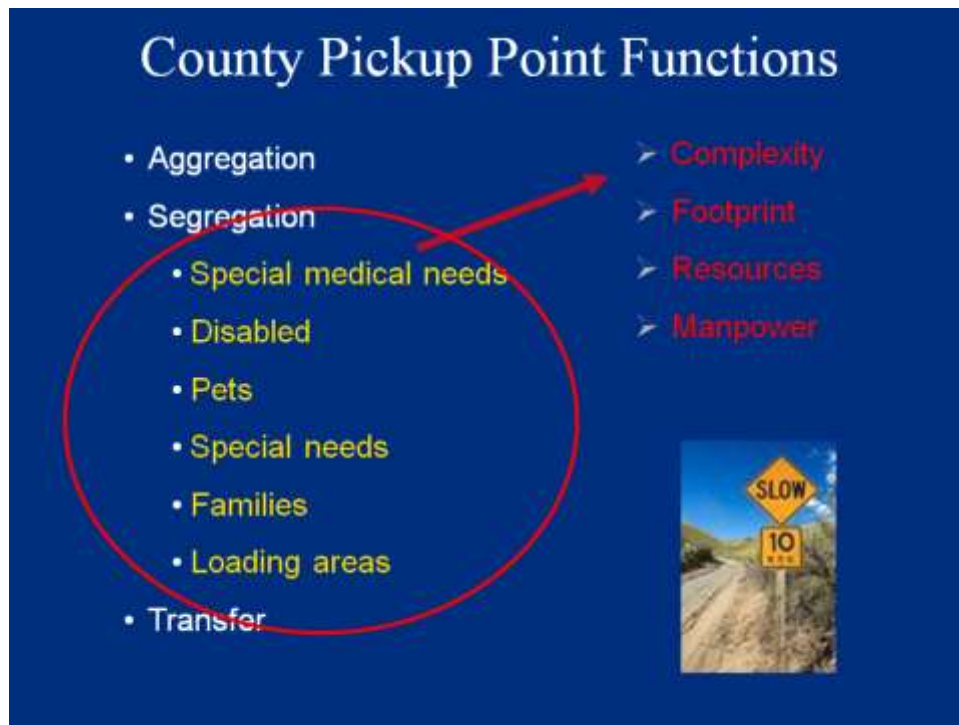 County Pickup Point Functions
• Aggregation
• Segregation
• Special medical needs
• Disabled
• Pets
• Special needs
• Families
• Loading areas
• Transfer
➢ Complexity
➢ Footprint
➢ Resources
➢ Manpower
SLOW
10